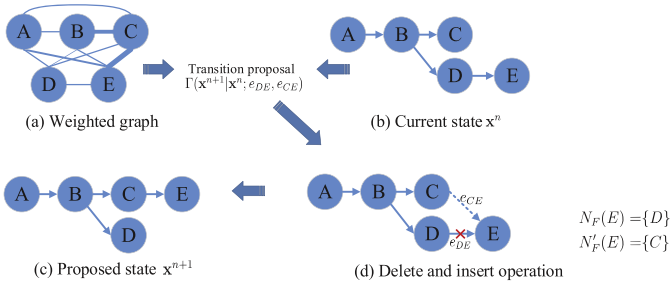 A B C
D E
(a) Weighted graph
Transition proposal
Γ(x^{n+1}|x^n; e_{DE}, e_{CE})
A B C
D E
(b) Current state x^n
A B C E
D
(c) Proposed state x^{n+1}
A B C
e_{CE}
D E
e_{DE}
(d) Delete and insert operation
N_F(E) ={D}
N'_F(E) ={C}